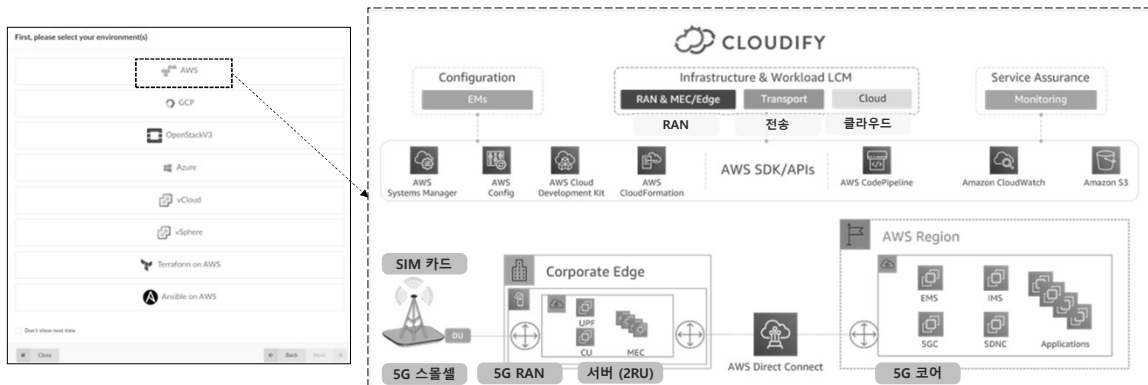 First, please select your environment(s)
AWS
GCP
OpenStackV3
Azure
vCloud
vSphere
Terraform on AWS
Ansible on AWS
Don't show next time
Close
Back
Next
CLOUDIFY
Configuration
EMs
Infrastructure & Workload LCM
RAN & MEC/Edge
Transport
Cloud
RAN
전송
클라우드
Service Assurance
Monitoring
AWS
Systems Manager
AWS
Config
AWS Cloud
Development Kit
AWS
CloudFormation
AWS SDK/APIs
AWS CodePipeline
Amazon CloudWatch
Amazon S3
SIM 카드
DU
5G 스몰셀
Corporate Edge
UPF
CU
MEC
5G RAN
서버 (2RU)
AWS Direct Connect
AWS Region
EMS
IMS
5GC
SDNC
Applications
5G 코어